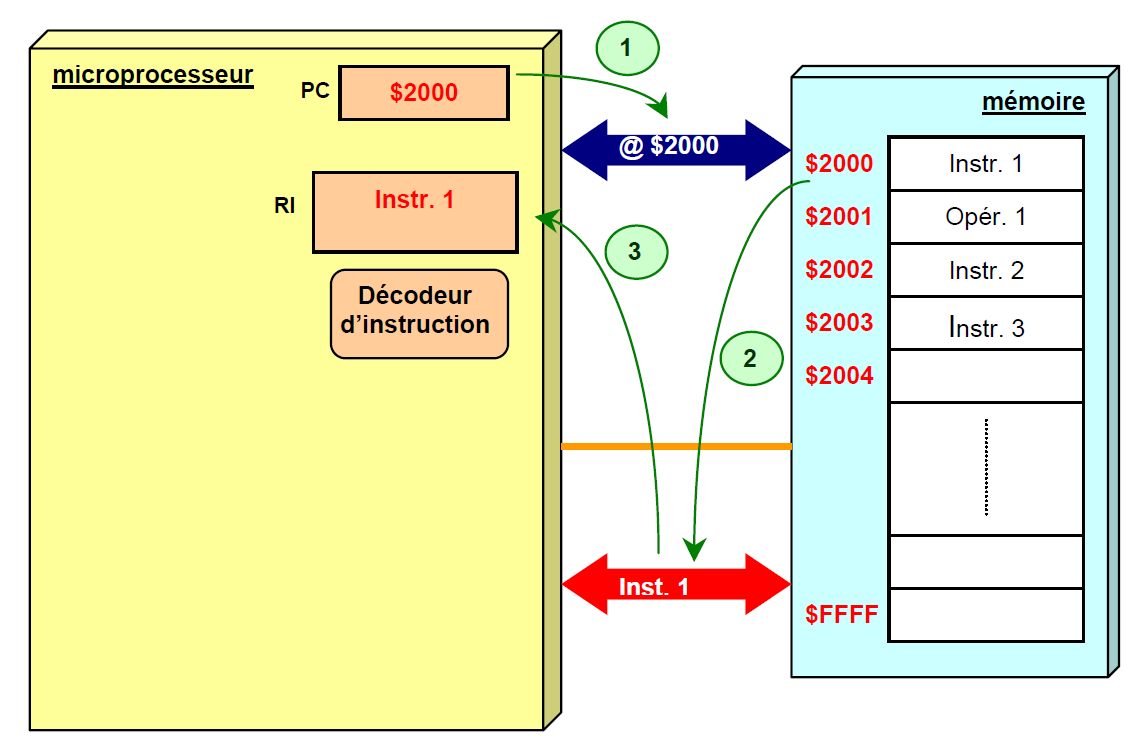 microprocesseur
PC
$2000
1
@ $2000
RI
Instr. 1
3
Décodeur
d’instruction
2
Inst. 1
mémoire
$2000
Instr. 1
$2001
Opér. 1
$2002
Instr. 2
$2003
Instr. 3
$2004
$FFFF